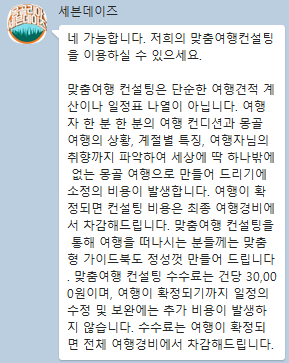 세븐데이즈
네 가능합니다. 저희의 맞춤여행컨설팅
을 이용하실 수 있으세요.
맞춤여행 컨설팅은 단순한 여행견적 계
산이나 일정표 나열이 아닙니다. 여행
자 한 분 한 분의 여행 컨디션과 몽골
여행의 상황, 계절별 특징, 여행자님의
취향까지 파악하여 세상에 딱 하나밖에
없는 몽골 여행으로 만들어 드리기에
소정의 비용이 발생합니다. 여행이 확
정되면 컨설팅 비용은 최종 여행경비에
서 차감해드립니다. 맞춤여행 컨설팅을
통해 여행을 떠나시는 분들께는 맞춤
형 가이드북도 정성껏 만들어 드립니다
. 맞춤여행 컨설팅 수수료는 건당 30,00
0원이며, 여행이 확정되기까지 일정의
수정 및 보완에는 추가 비용이 발생하
지 않습니다. 수수료는 여행이 확정되
면 전체 여행경비에서 차감해드립니다.